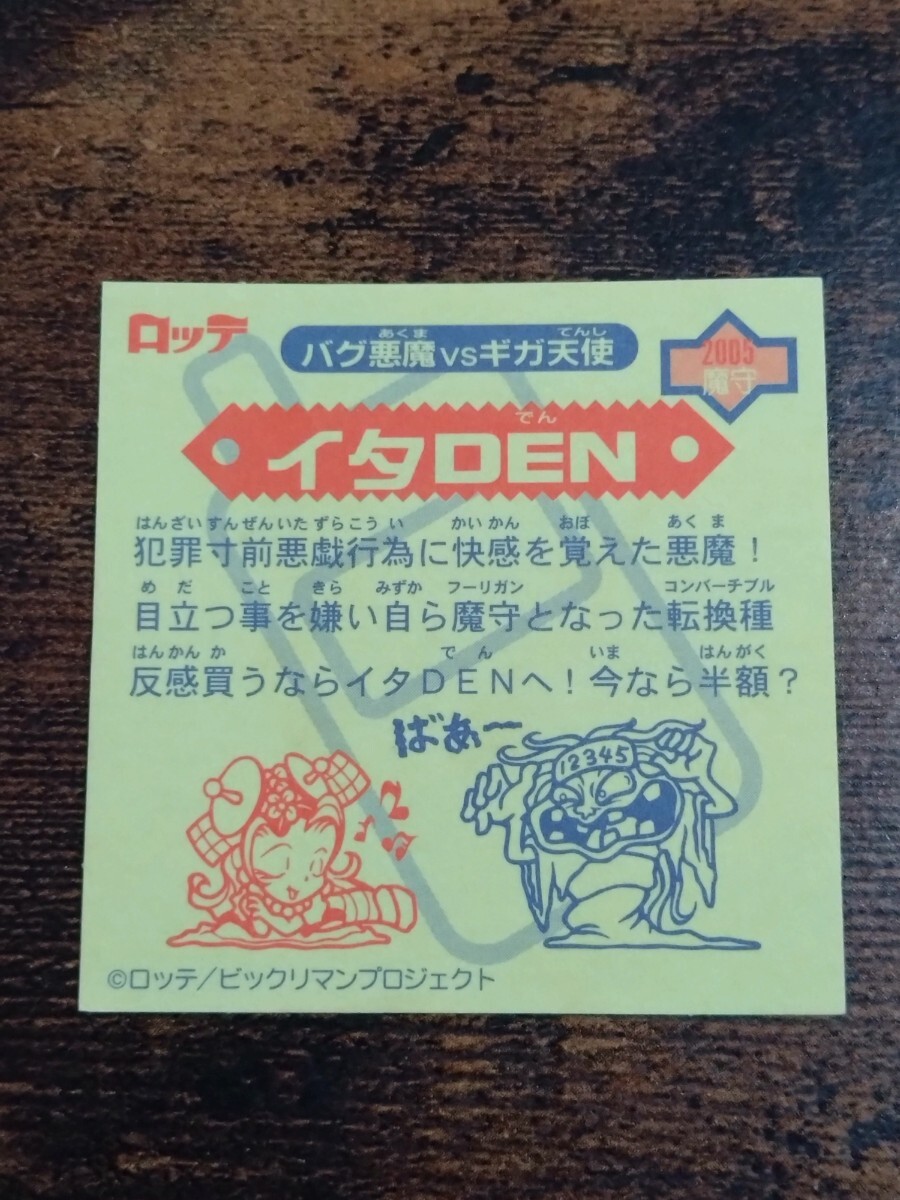 ロッテ
あくま てんし
バグ悪魔vsギガ天使
2005
魔守
でん
イタDEN
はんざいすんぜんいたずらこうい かいかん おぼ あくま
犯罪寸前悪戯行為に快感を覚えた悪魔！
めだ こと きら みずか フーリガン コンバーチブル
目立つ事を嫌い自ら魔守となった転換種
はんかんか でん いま はんがく
反感買うならイタDENへ！今なら半額？
ばあ〜
12345
©ロッテ/ビックリマンプロジェクト